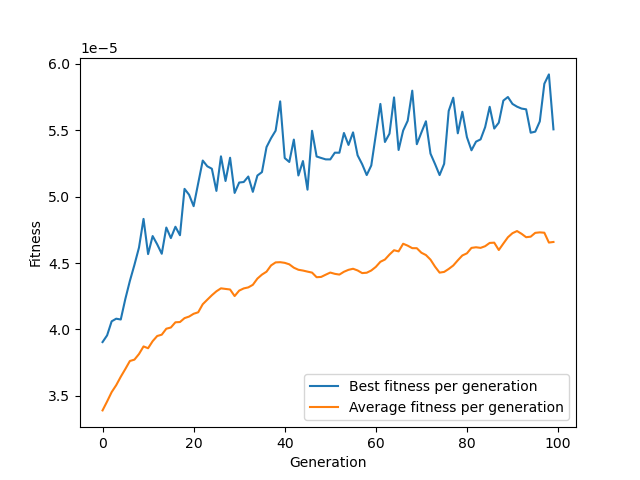 1e−5
6.0
5.5
5.0
4.5
4.0
3.5
Fitness
0 20 40 60 80 100
Generation
Best fitness per generation
Average fitness per generation